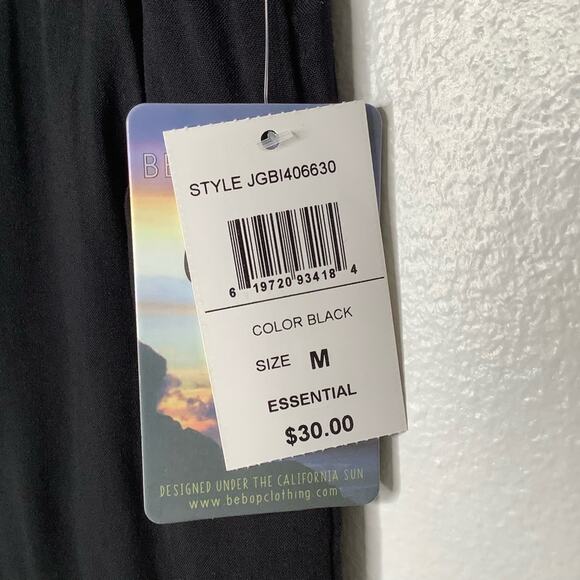 BE
STYLE JGBI406630
6 19720 93418 4
COLOR BLACK
SIZE M
ESSENTIAL
$30.00
DESIGNED UNDER THE CALIFORNIA SUN
www.bebopclothing.com